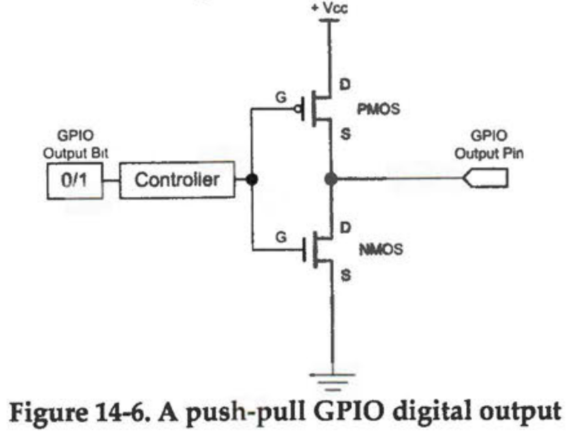 + Vcc
D
G
PMOS
S
GPIO
Output Bit
0/1
Controller
GPIO
Output Pin
D
G
NMOS
S
Figure 14-6. A push-pull GPIO digital output